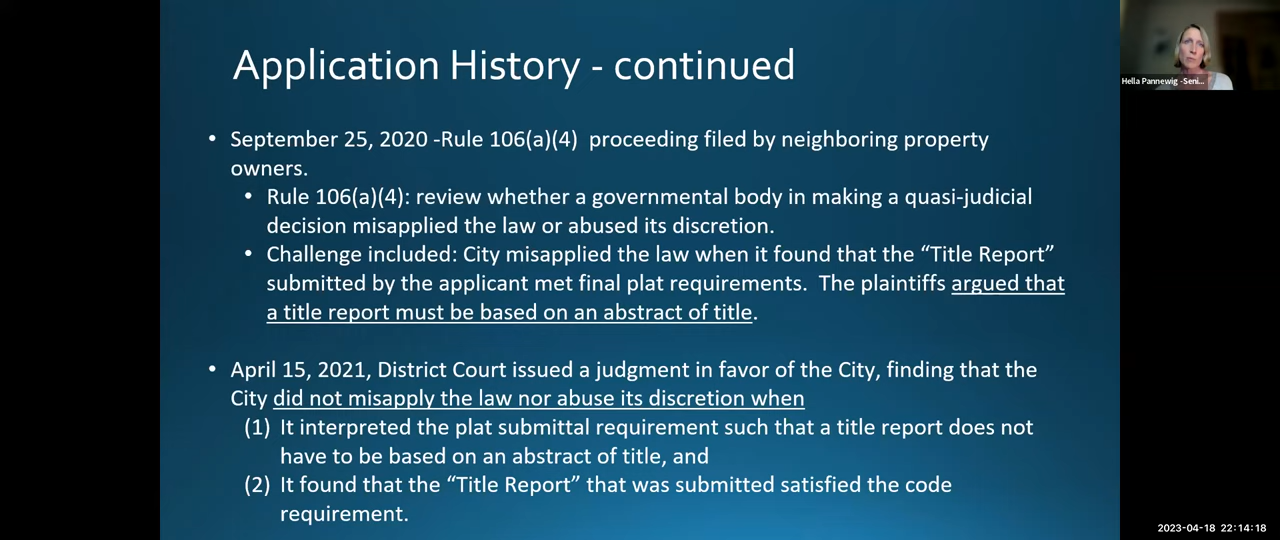 Application History - continued
• September 25, 2020 -Rule 106(a)(4) proceeding filed by neighboring property
owners.
• Rule 106(a)(4): review whether a governmental body in making a quasi-judicial
decision misapplied the law or abused its discretion.
• Challenge included: City misapplied the law when it found that the “Title Report”
submitted by the applicant met final plat requirements. The plaintiffs argued that
a title report must be based on an abstract of title.
• April 15, 2021, District Court issued a judgment in favor of the City, finding that the
City did not misapply the law nor abuse its discretion when
(1) It interpreted the plat submittal requirement such that a title report does not
have to be based on an abstract of title, and
(2) It found that the “Title Report” that was submitted satisfied the code
requirement.
Hella Pannewig -Seni...
2023-04-18 22:14:18